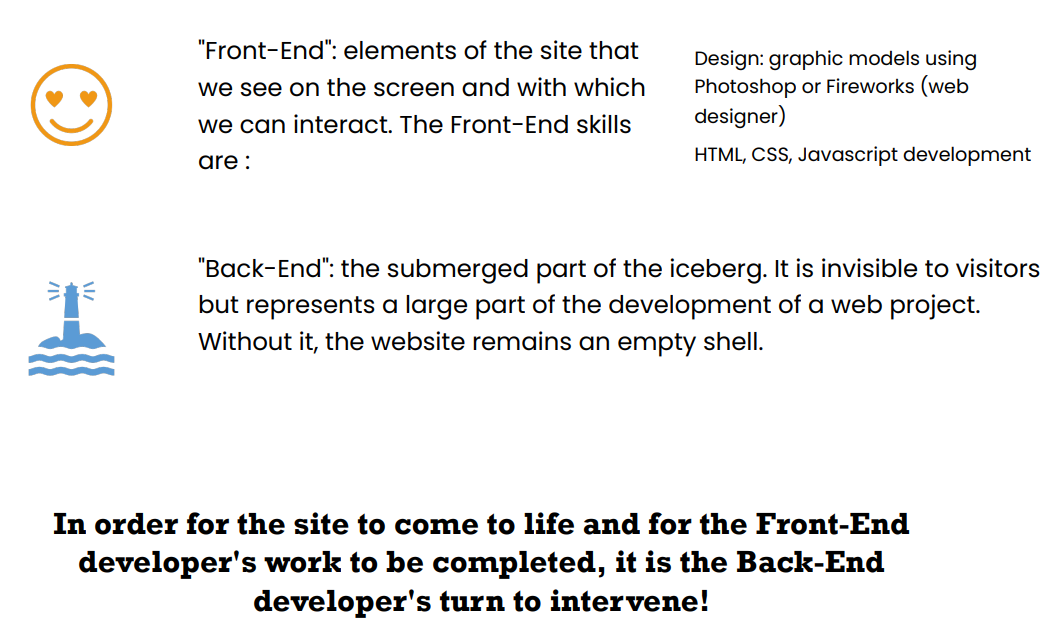 "Front-End": elements of the site that
we see on the screen and with which
we can interact. The Front-End skills
are :
Design: graphic models using
Photoshop or Fireworks (web
designer)
HTML, CSS, Javascript development
"Back-End": the submerged part of the iceberg. It is invisible to visitors
but represents a large part of the development of a web project.
Without it, the website remains an empty shell.
In order for the site to come to life and for the Front-End
developer's work to be completed, it is the Back-End
developer's turn to intervene!